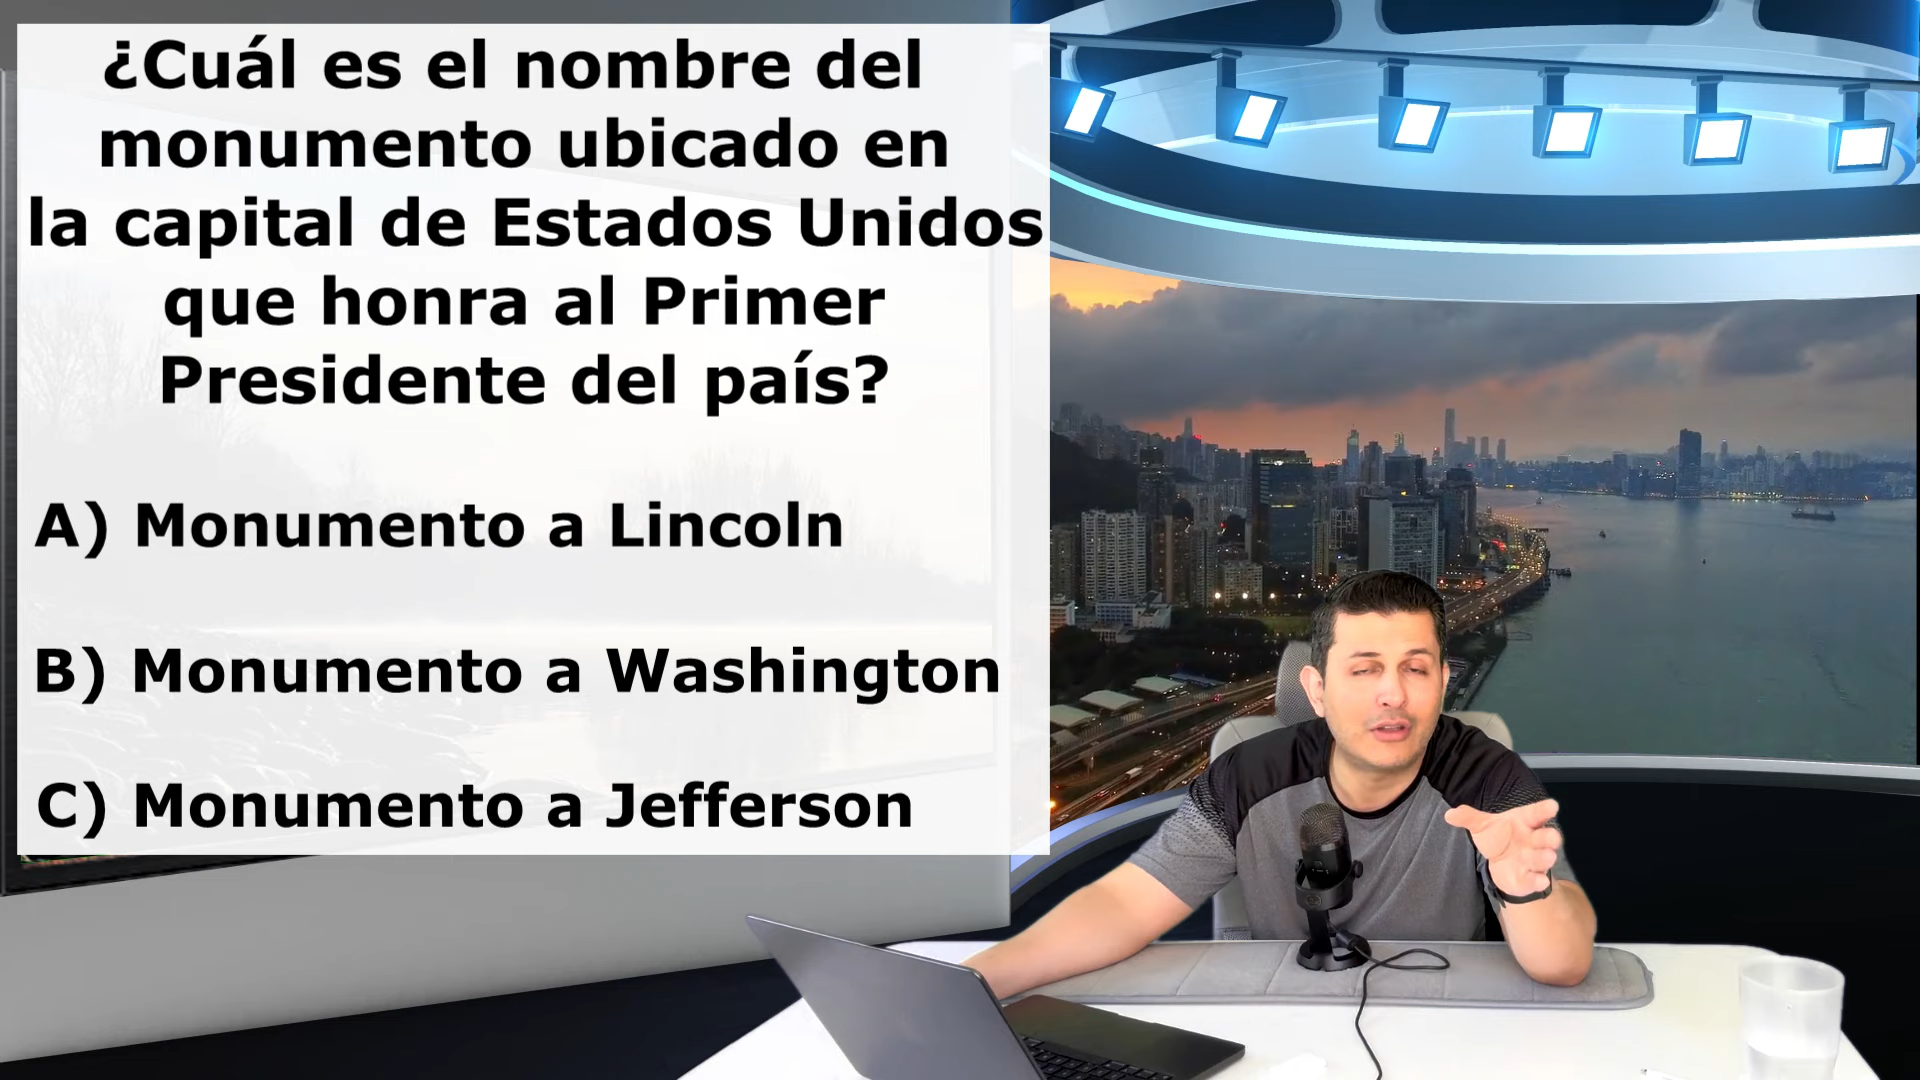 ¿Cuál es el nombre del
monumento ubicado en
la capital de Estados Unidos
que honra al Primer
Presidente del país?
A) Monumento a Lincoln
B) Monumento a Washington
C) Monumento a Jefferson